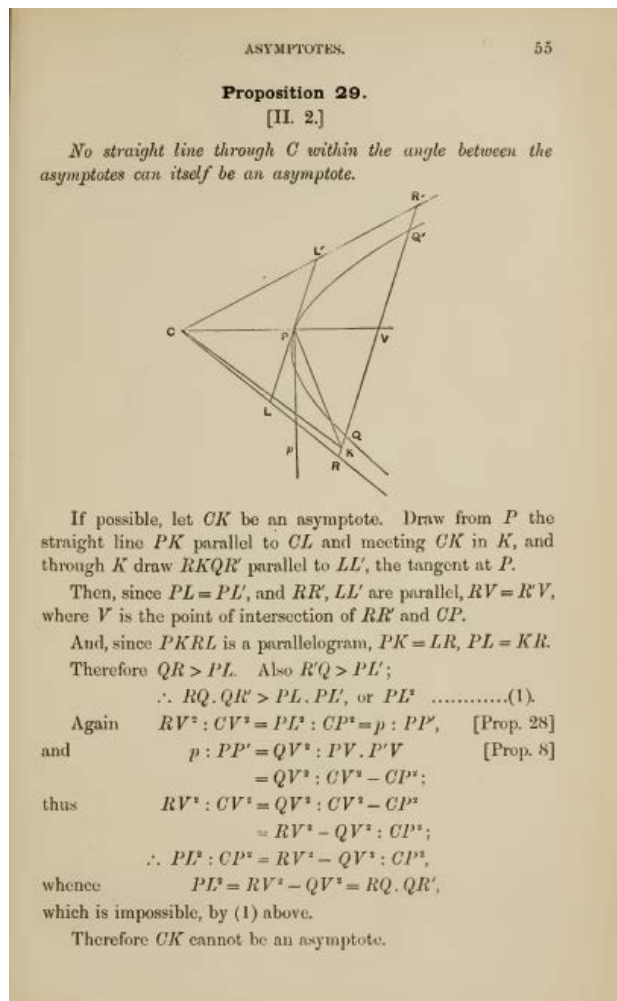 ASYMPTOTES. 55
Proposition 29.
[II. 2.]
No straight line through C within the angle between the
asymptotes can itself be an asymptote.
R'
Q'
L'
C
P
V
L
Q
K
p
R
If possible, let CK be an asymptote. Draw from P the
straight line PK parallel to CL and meeting CK in K, and
through K draw RKQR' parallel to LL', the tangent at P.
Then, since PL = PL', and RR', LL' are parallel, RV = R'V,
where V is the point of intersection of RR' and CP.
And, since PKRL is a parallelogram, PK = LR, PL = KR.
Therefore QR > PL. Also R'Q > PL';
∴ RQ . QR' > PL . PL', or PL² ............(1).
Again RV² : CV² = PL² : CP² = p : PP', [Prop. 28]
and p : PP' = QV² : PV . P'V [Prop. 8]
= QV² : CV² – CP²;
thus RV² : CV² = QV² : CV² – CP²
= RV² – QV² : CP²;
∴ PL² : CP² = RV² – QV² : CP²,
whence PL² = RV² – QV² = RQ . QR',
which is impossible, by (1) above.
Therefore CK cannot be an asymptote.